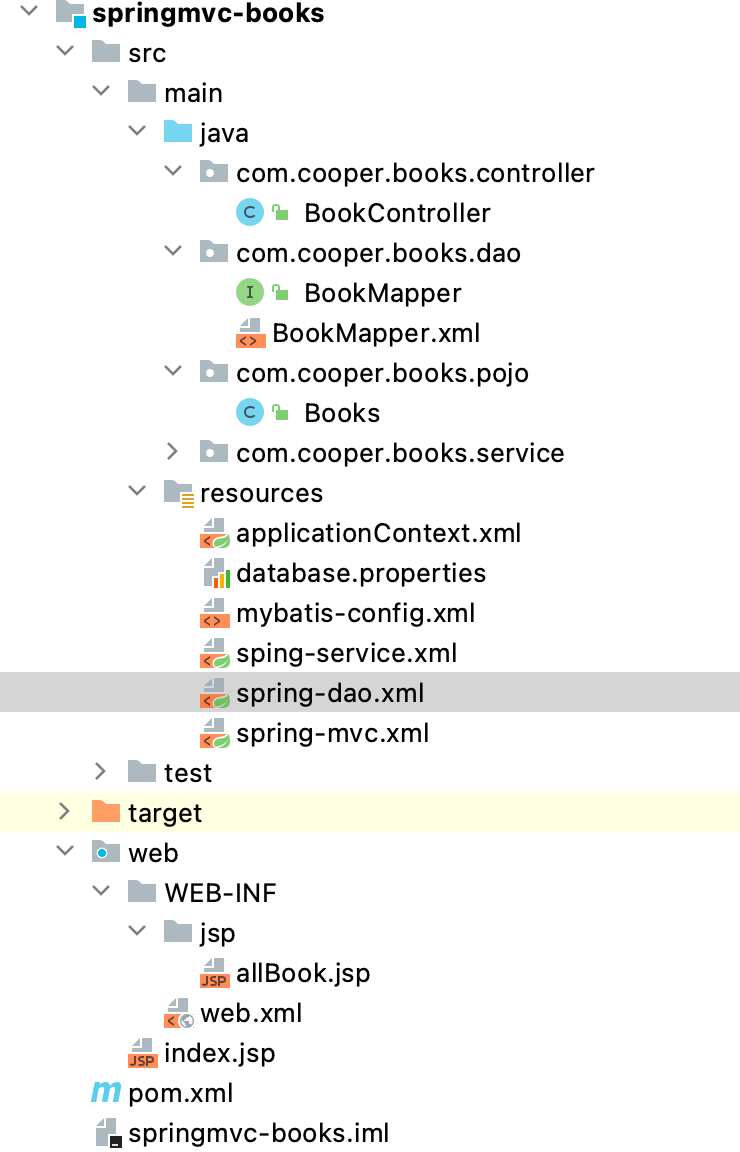 springmvc-books
src
main
java
com.cooper.books.controller
C BookController
com.cooper.books.dao
I BookMapper
<> BookMapper.xml
com.cooper.books.pojo
C Books
com.cooper.books.service
resources
applicationContext.xml
database.properties
<> mybatis-config.xml
sping-service.xml
spring-dao.xml
spring-mvc.xml
test
target
web
WEB-INF
jsp
JSP allBook.jsp
web.xml
JSP index.jsp
m pom.xml
springmvc-books.iml